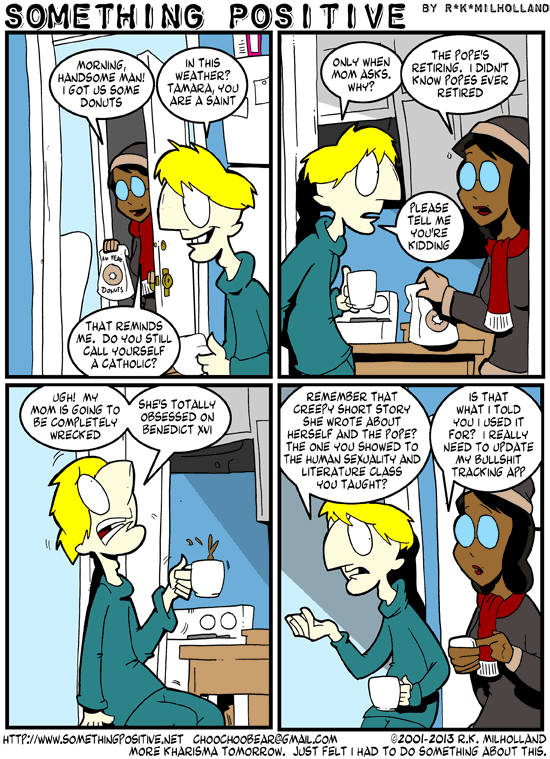 SOMETHING POSITIVE BY R*K*MILHOLLAND
MORNING,
HANDSOME MAN!
I GOT US SOME
DONUTS
IN THIS
WEATHER?
TAMARA, YOU
ARE A SAINT
DONUTS
THAT REMINDS
ME. DO YOU STILL
CALL YOURSELF
A CATHOLIC?
ONLY WHEN
MOM ASKS.
WHY?
THE POPE'S
RETIRING. I DIDN'T
KNOW POPES EVER
RETIRED
PLEASE
TELL ME
YOU'RE
KIDDING
UGH! MY
MOM IS GOING TO
BE COMPLETELY
WRECKED
SHE'S TOTALLY
OBSESSED ON
BENEDICT XVI
REMEMBER THAT
CREEPY SHORT STORY
SHE WROTE ABOUT
HERSELF AND THE POPE?
THE ONE YOU SHOWED TO
THE HUMAN SEXUALITY AND
LITERATURE CLASS
YOU TAUGHT?
IS THAT
WHAT I TOLD
YOU I USED IT
FOR? I REALLY
NEED TO UPDATE
MY BULLSHIT
TRACKING APP
HTTP://WWW.SOMETHINGPOSITIVE.NET CHOOCHOOBEAR@GMAIL.COM ©2001-2013 R.K. MILHOLLAND
MORE KHARISMA TOMORROW. JUST FELT I HAD TO DO SOMETHING ABOUT THIS.